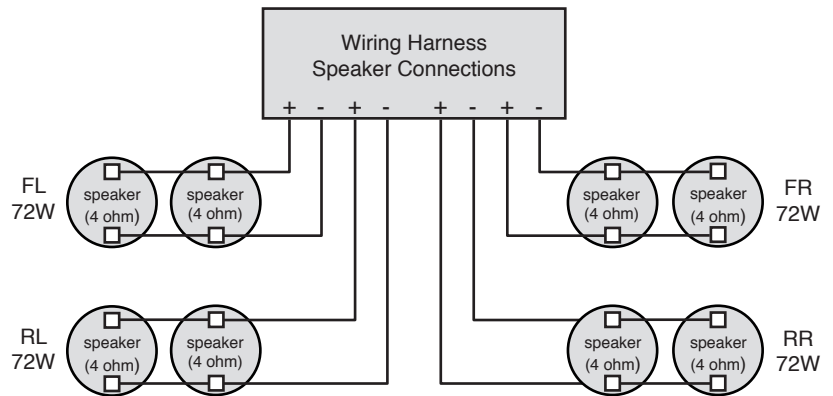 Wiring Harness
Speaker Connections
+ - + - + - + -
FL
72W
speaker
(4 ohm)
speaker
(4 ohm)
speaker
(4 ohm)
speaker
(4 ohm)
FR
72W
RL
72W
speaker
(4 ohm)
speaker
(4 ohm)
speaker
(4 ohm)
speaker
(4 ohm)
RR
72W